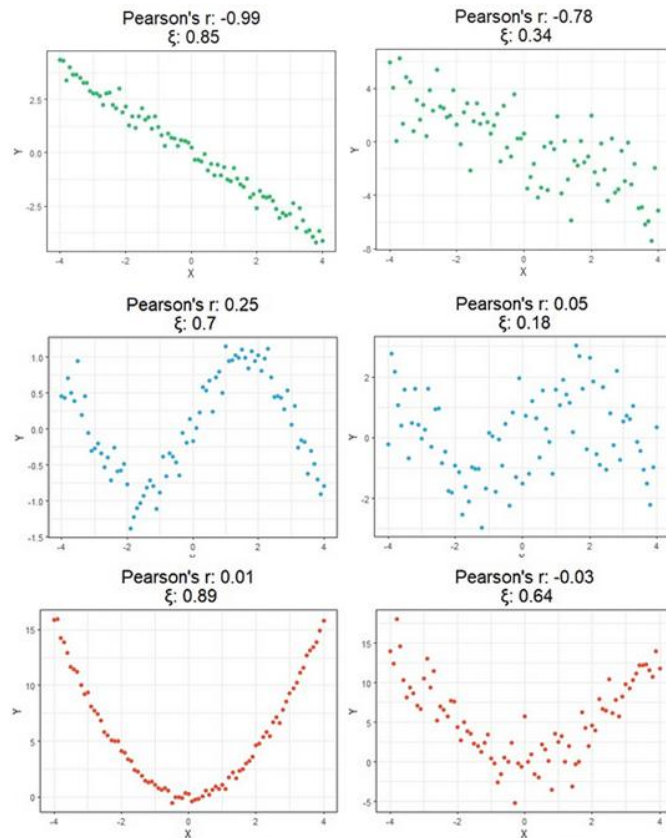 Pearson's r: -0.99
ξ: 0.85
Pearson's r: -0.78
ξ: 0.34
2.5
0.0
-2.5
Y
-4
-2
0
2
4
X
4
0
-4
-8
Y
-4
-2
0
2
4
X
Pearson's r: 0.25
ξ: 0.7
Pearson's r: 0.05
ξ: 0.18
1.0
0.5
0.0
-0.5
-1.0
-1.5
Y
-4
-2
0
2
4
2
0
-2
Y
-4
-2
0
2
4
Pearson's r: 0.01
ξ: 0.89
Pearson's r: -0.03
ξ: 0.64
15
10
5
0
Y
-4
-2
0
2
4
X
15
10
5
0
-5
Y
-4
-2
0
2
4
X